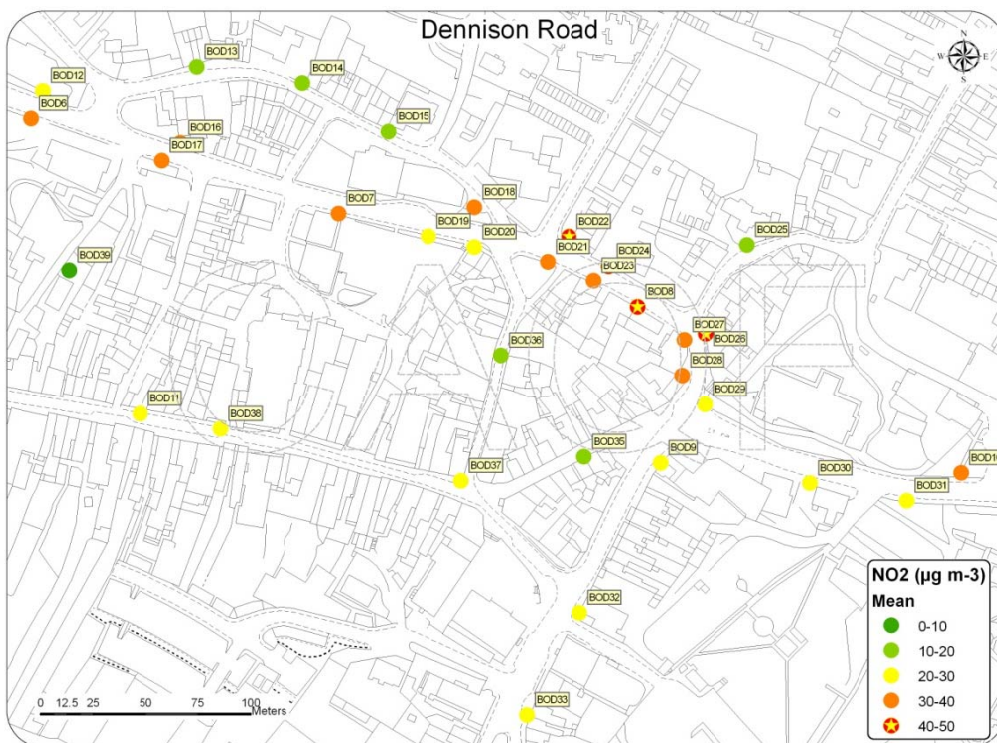 Dennison Road
N
W E
S
BOD13
BOD14
BOD12
BOD6
BOD15
BOD16
BOD17
BOD7
BOD18
BOD19
BOD20
BOD22
BOD21
BOD24
BOD23
BOD25
BOD39
BOD8
BOD27
BOD26
BOD28
BOD36
BOD29
BOD11
BOD38
BOD35
BOD9
BOD37
BOD30
BOD10
BOD31
BOD32
BOD33
NO2 (µg m-3)
Mean
0-10
10-20
20-30
30-40
40-50
0 12.5 25 50 75 100
Meters